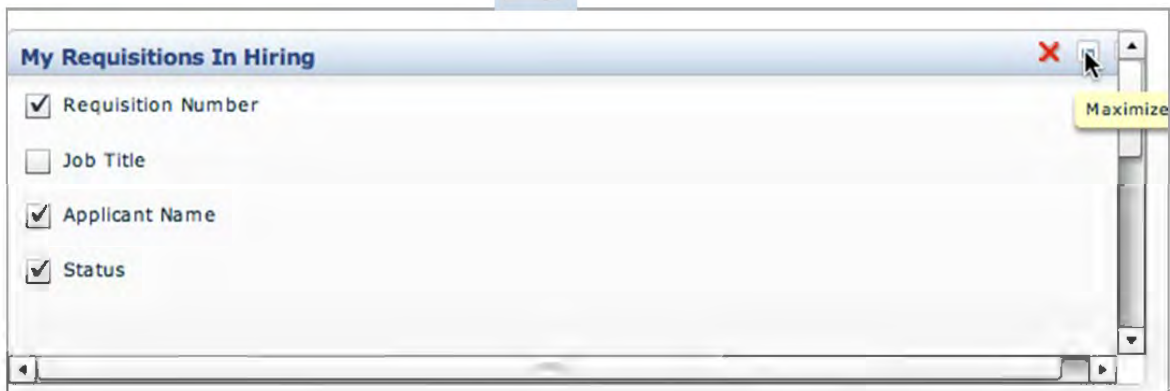 My Requisitions In Hiring
Maximize
Requisition Number
Job Title
Applicant Name
Status